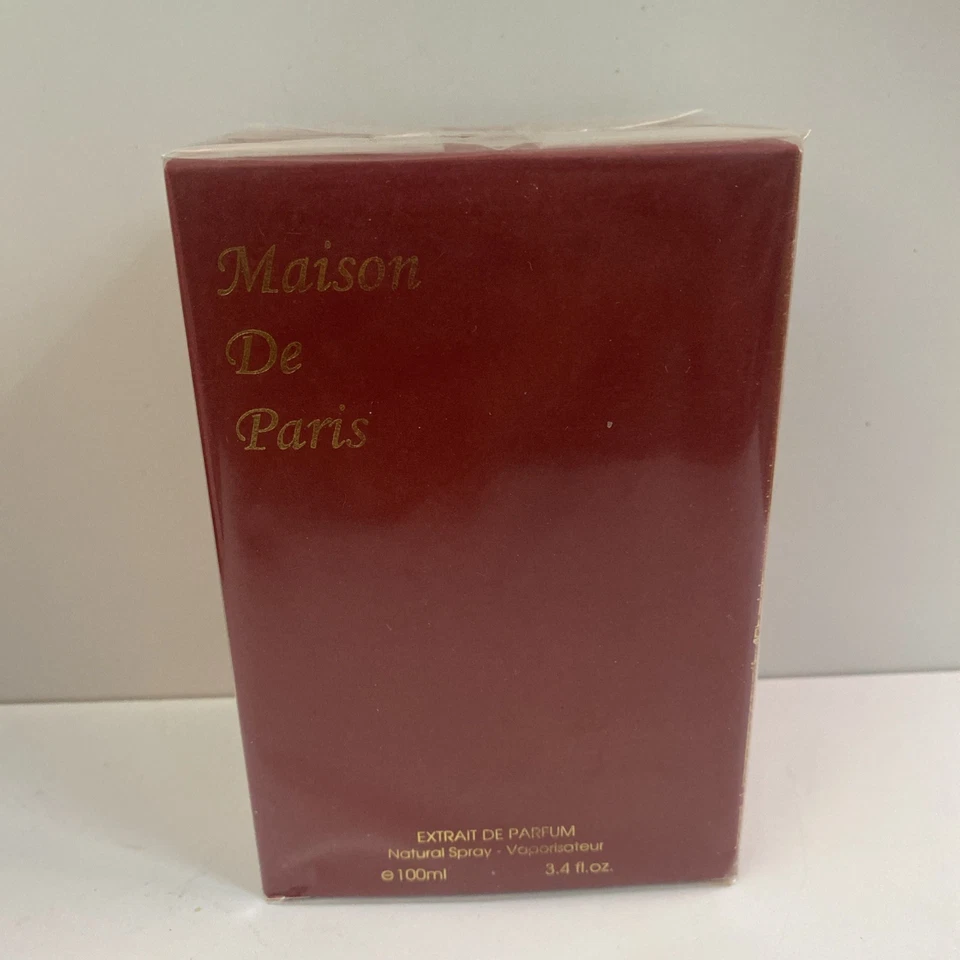 Maison
De
Paris
EXTRAIT DE PARFUM
Natural Spray - Vaporisateur
℮100ml . 3.4 fl.oz.